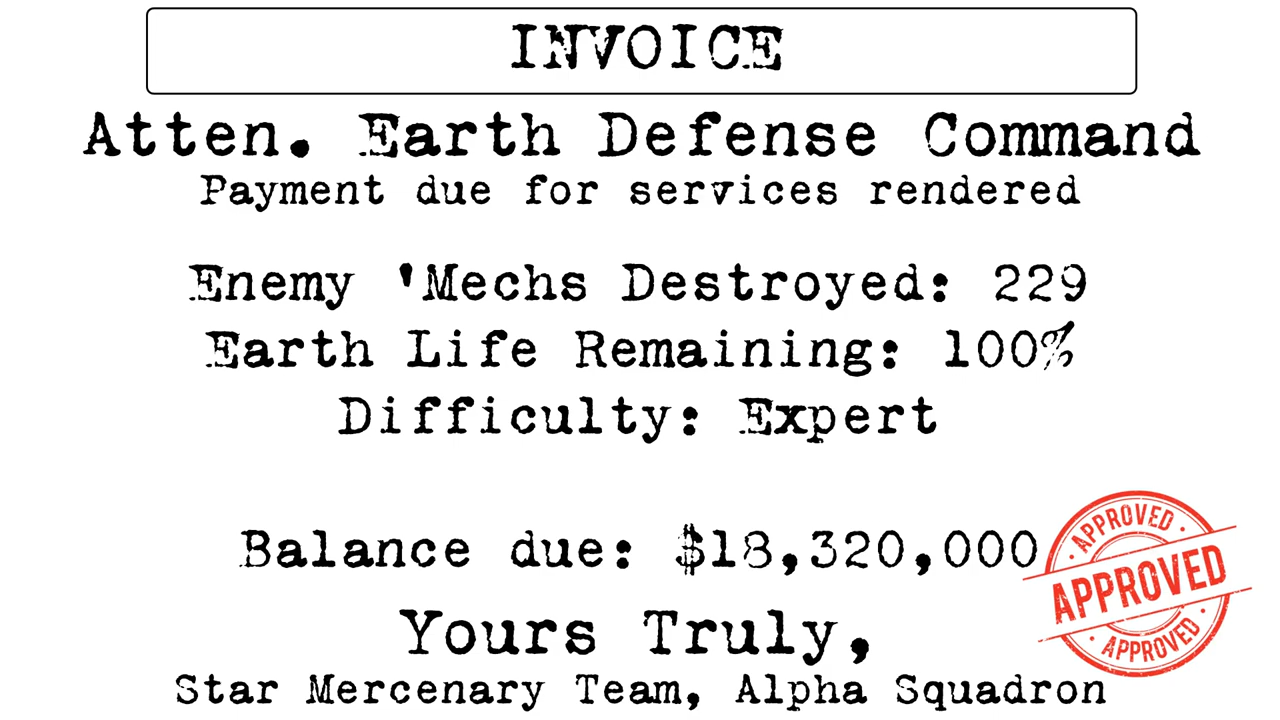 INVOICE
Atten. Earth Defense Command
Payment due for services rendered
Enemy 'Mechs Destroyed: 229
Earth Life Remaining: 100%
Difficulty: Expert
Balance due: $18,320,000
APPROVED
APPROVED
APPROVED
Yours Truly,
Star Mercenary Team, Alpha Squadron